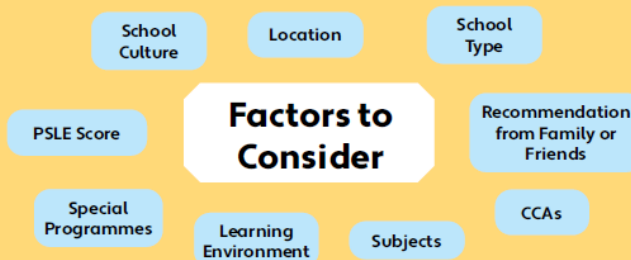 School
Culture
Location
School
Type
PSLE Score
Factors to
Consider
Recommendation
from Family or
Friends
Special
Programmes
Learning
Environment
Subjects
CCAs